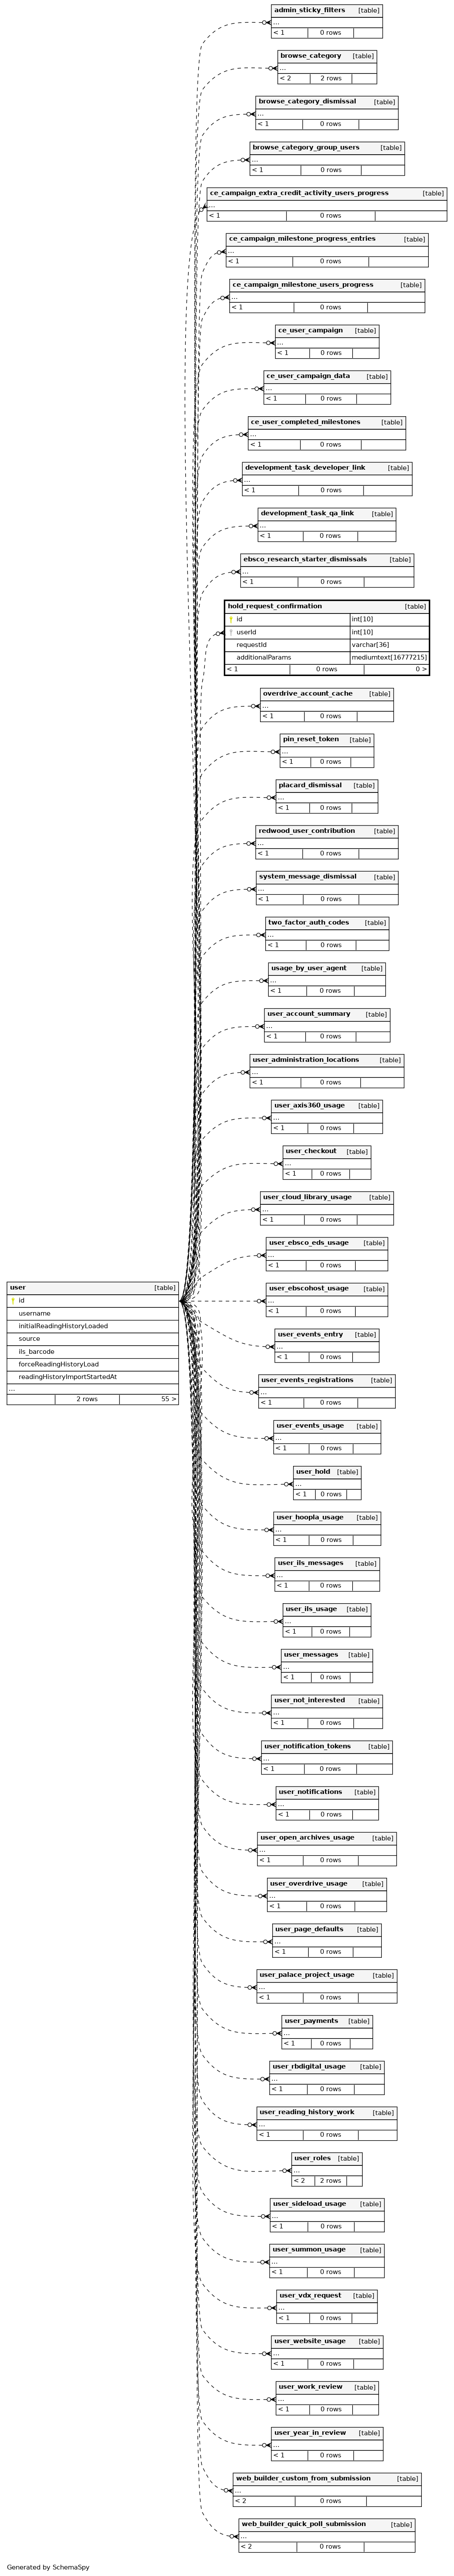 admin_sticky_filters [table]
...
< 1 0 rows
browse_category [table]
...
< 2 2 rows
browse_category_dismissal [table]
...
< 1 0 rows
browse_category_group_users [table]
...
< 1 0 rows
ce_campaign_extra_credit_activity_users_progress [table]
...
< 1 0 rows
ce_campaign_milestone_progress_entries [table]
...
< 1 0 rows
ce_campaign_milestone_users_progress [table]
...
< 1 0 rows
ce_user_campaign [table]
...
< 1 0 rows
ce_user_campaign_data [table]
...
< 1 0 rows
ce_user_completed_milestones [table]
...
< 1 0 rows
development_task_developer_link [table]
...
< 1 0 rows
development_task_qa_link [table]
...
< 1 0 rows
ebsco_research_starter_dismissals [table]
...
< 1 0 rows
hold_request_confirmation [table]
id int[10]
userId int[10]
requestId varchar[36]
additionalParams mediumtext[16777215]
< 1 0 rows 0 >
overdrive_account_cache [table]
...
< 1 0 rows
pin_reset_token [table]
...
< 1 0 rows
placard_dismissal [table]
...
< 1 0 rows
redwood_user_contribution [table]
...
< 1 0 rows
system_message_dismissal [table]
...
< 1 0 rows
two_factor_auth_codes [table]
...
< 1 0 rows
usage_by_user_agent [table]
...
< 1 0 rows
user_account_summary [table]
...
< 1 0 rows
user_administration_locations [table]
...
< 1 0 rows
user_axis360_usage [table]
...
< 1 0 rows
user_checkout [table]
...
< 1 0 rows
user_cloud_library_usage [table]
...
< 1 0 rows
user_ebsco_eds_usage [table]
...
< 1 0 rows
user [table]
id
username
initialReadingHistoryLoaded
source
ils_barcode
forceReadingHistoryLoad
readingHistoryImportStartedAt
...
2 rows 55 >
user_ebscohost_usage [table]
...
< 1 0 rows
user_events_entry [table]
...
< 1 0 rows
user_events_registrations [table]
...
< 1 0 rows
user_events_usage [table]
...
< 1 0 rows
user_hold [table]
...
< 1 0 rows
user_hoopla_usage [table]
...
< 1 0 rows
user_ils_messages [table]
...
< 1 0 rows
user_ils_usage [table]
...
< 1 0 rows
user_messages [table]
...
< 1 0 rows
user_not_interested [table]
...
< 1 0 rows
user_notification_tokens [table]
...
< 1 0 rows
user_notifications [table]
...
< 1 0 rows
user_open_archives_usage [table]
...
< 1 0 rows
user_overdrive_usage [table]
...
< 1 0 rows
user_page_defaults [table]
...
< 1 0 rows
user_palace_project_usage [table]
...
< 1 0 rows
user_payments [table]
...
< 1 0 rows
user_rbdigital_usage [table]
...
< 1 0 rows
user_reading_history_work [table]
...
< 1 0 rows
user_roles [table]
...
< 2 2 rows
user_sideload_usage [table]
...
< 1 0 rows
user_summon_usage [table]
...
< 1 0 rows
user_vdx_request [table]
...
< 1 0 rows
user_website_usage [table]
...
< 1 0 rows
user_work_review [table]
...
< 1 0 rows
user_year_in_review [table]
...
< 1 0 rows
web_builder_custom_from_submission [table]
...
< 2 0 rows
web_builder_quick_poll_submission [table]
...
< 2 0 rows
Generated by SchemaSpy